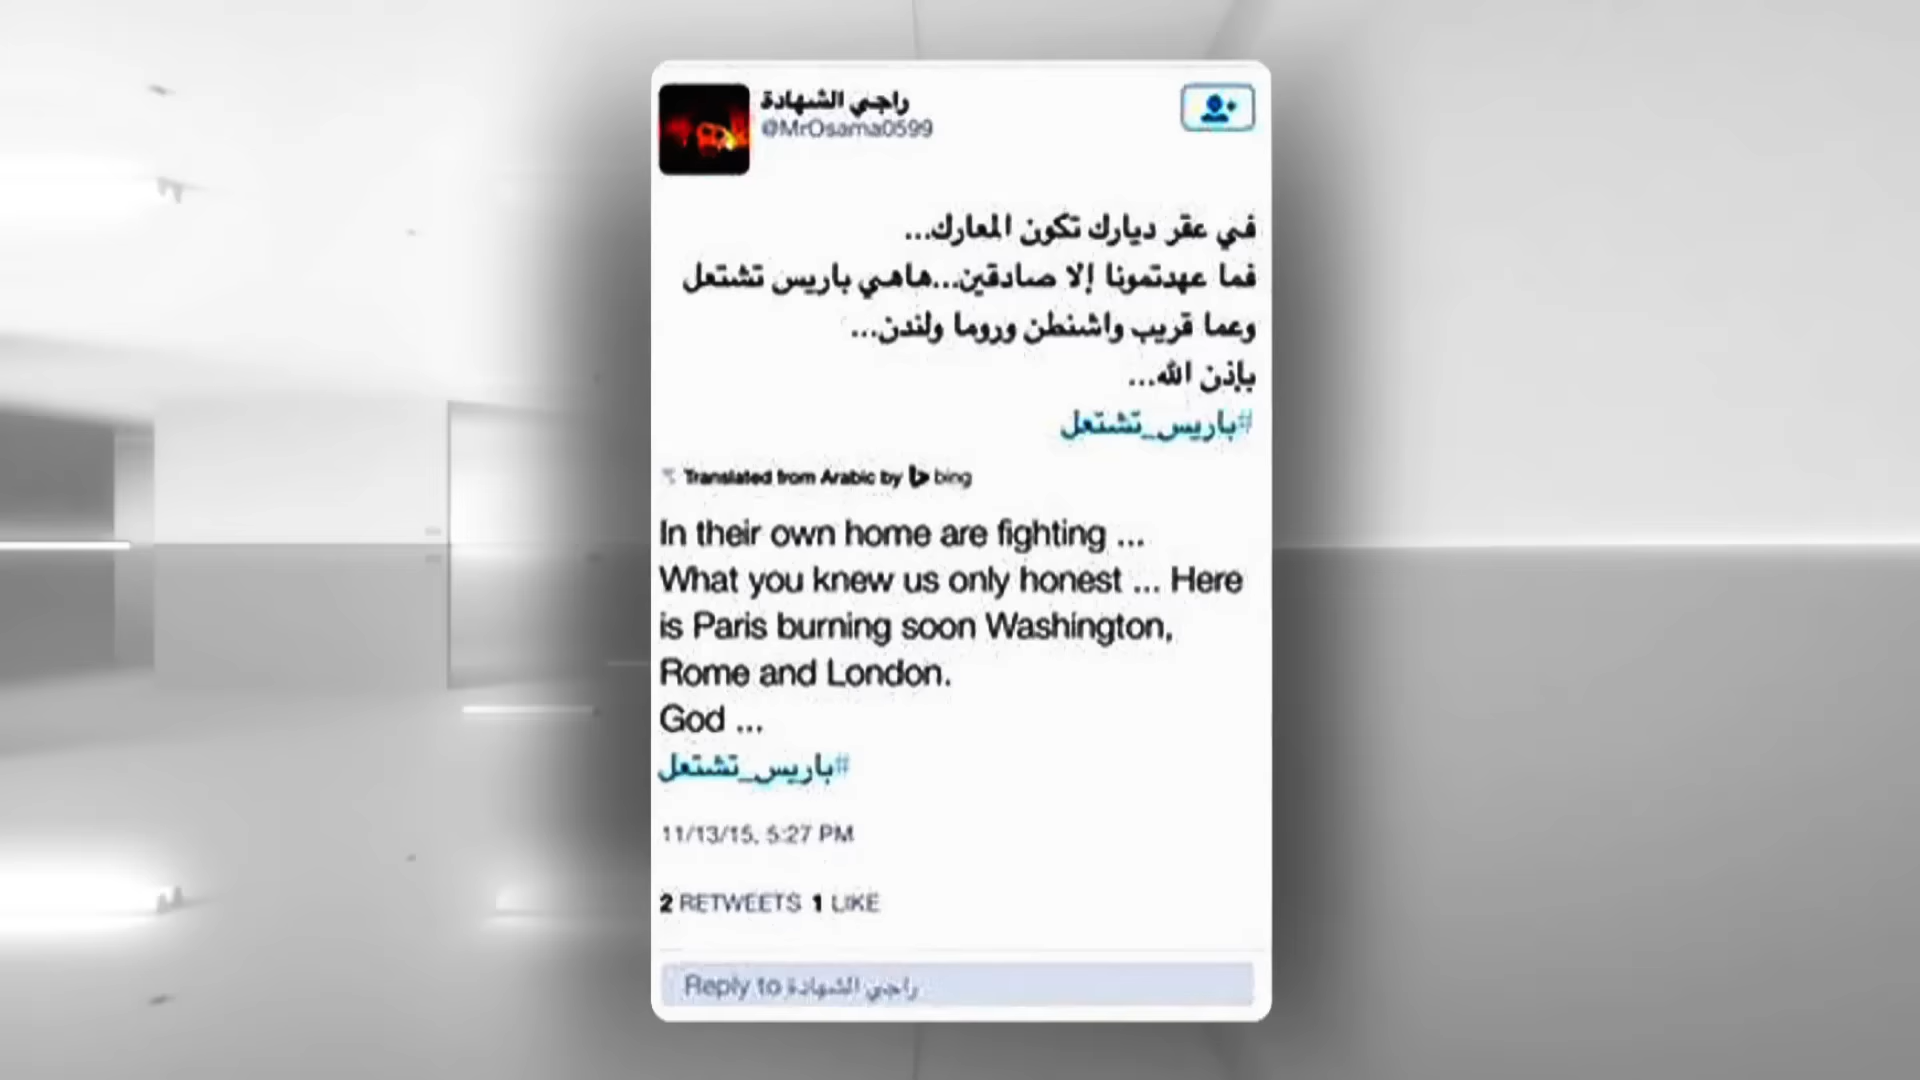 راجي الشهادة
@MrOsama0599
في عقر ديارك تكون المعارك...
فما عهدتمونا إلا صادقين...هاهي باريس تشتعل
وعما قريب واشنطن وروما ولندن...
بإذن الله...
#باريس_تشتعل
Translated from Arabic by bing
In their own home are fighting ...
What you knew us only honest ... Here
is Paris burning soon Washington,
Rome and London.
God ...
#باريس_تشتعل
11/13/15, 5:27 PM
2 RETWEETS 1 LIKE
Reply to راجي الشهادة